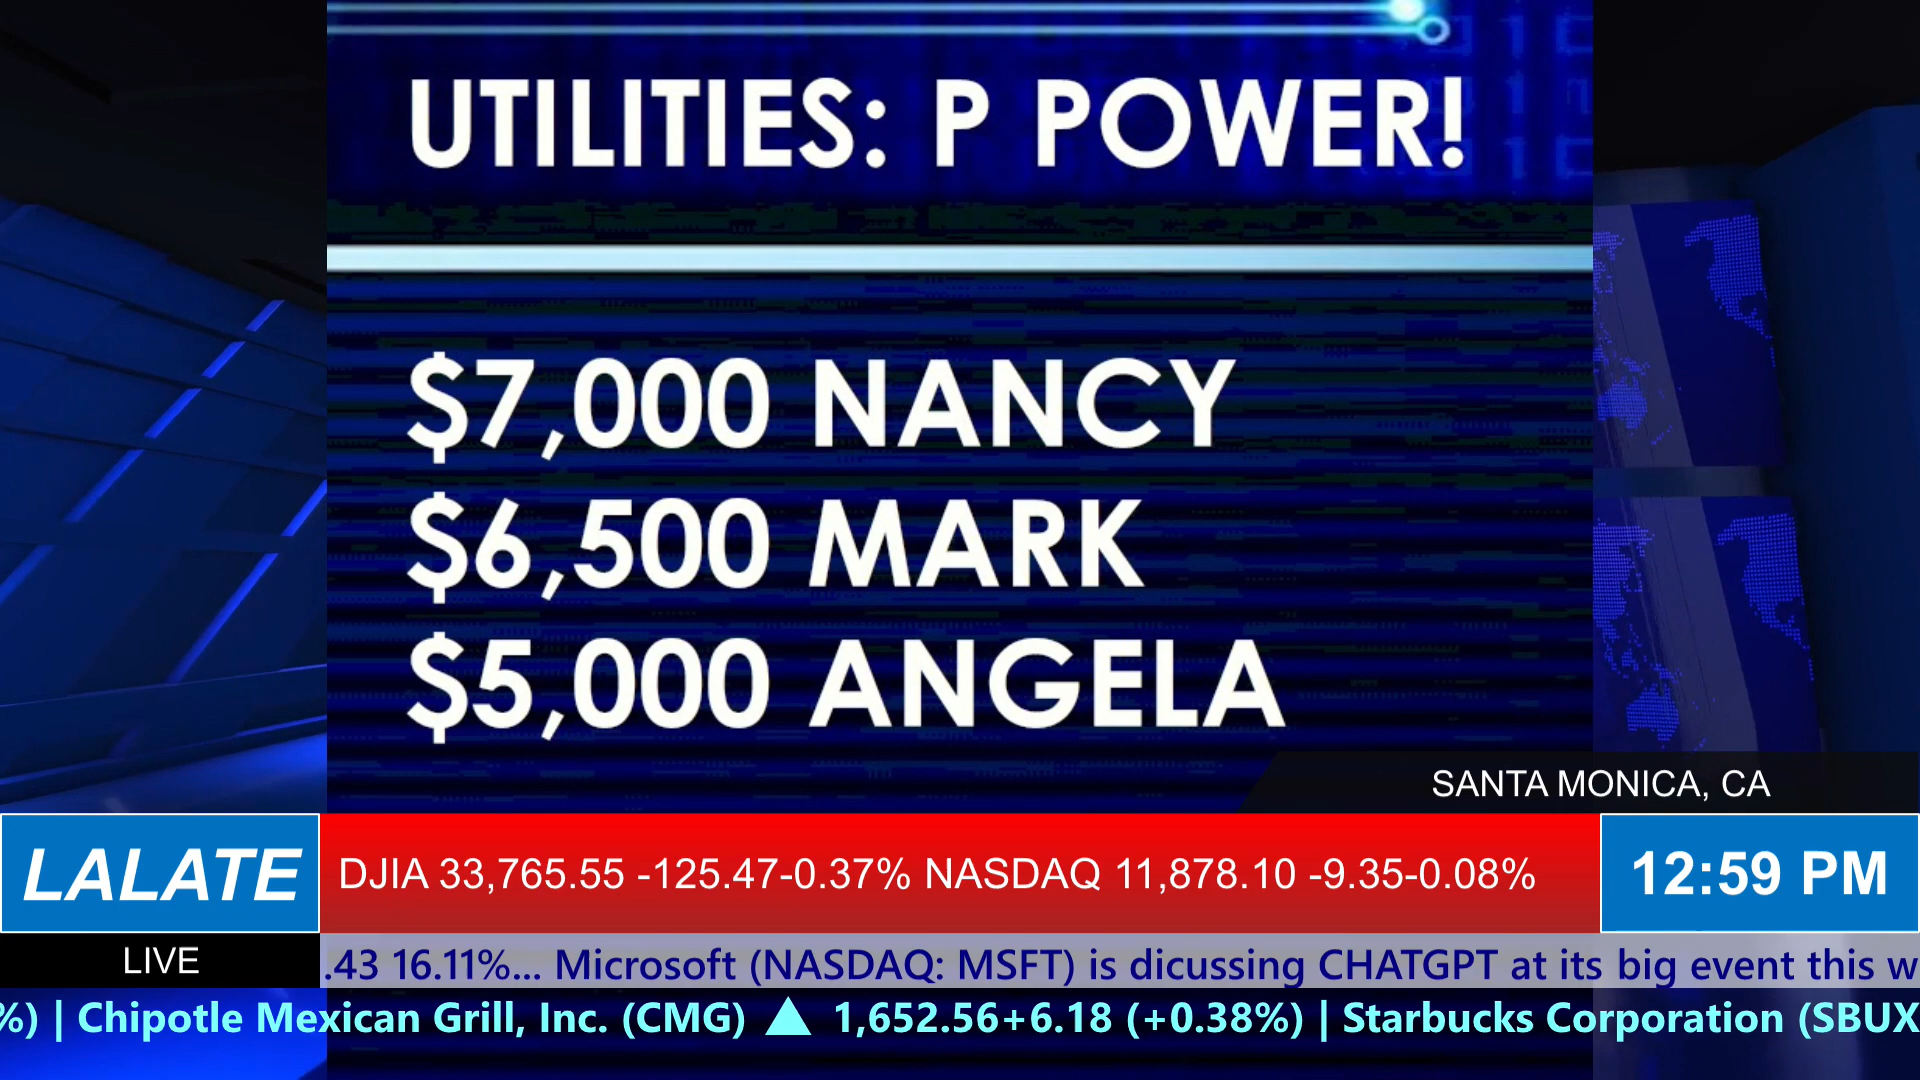 UTILITIES: P POWER!
$7,000 NANCY
$6,500 MARK
$5,000 ANGELA
SANTA MONICA, CA
LALATE
DJIA 33,765.55 -125.47-0.37% NASDAQ 11,878.10 -9.35-0.08%
12:59 PM
LIVE
.43 16.11%... Microsoft (NASDAQ: MSFT) is dicussing CHATGPT at its big event this w
%) | Chipotle Mexican Grill, Inc. (CMG) ▲ 1,652.56+6.18 (+0.38%) | Starbucks Corporation (SBUX